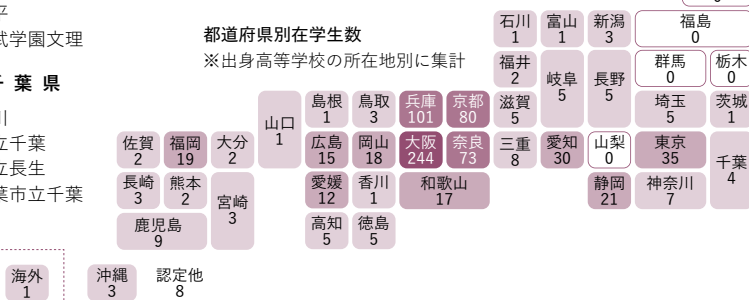 武学園文理
千 葉 県
立千葉
立長生
葉市立千葉
都道府県別在学生数
※出身高等学校の所在地別に集計
石川
1
富山
1
新潟
3
福島
0
福井
2
岐阜
5
長野
5
群馬
0
栃木
0
山口
1
島根
1
鳥取
3
兵庫
101
京都
80
滋賀
5
埼玉
5
茨城
1
佐賀
2
福岡
19
大分
2
広島
15
岡山
18
大阪
244
奈良
73
三重
8
愛知
30
山梨
0
東京
35
千葉
4
長崎
3
熊本
2
宮崎
3
愛媛
12
香川
1
和歌山
17
静岡
21
神奈川
7
鹿児島
9
高知
5
徳島
5
海外
1
沖縄
3
認定他
8